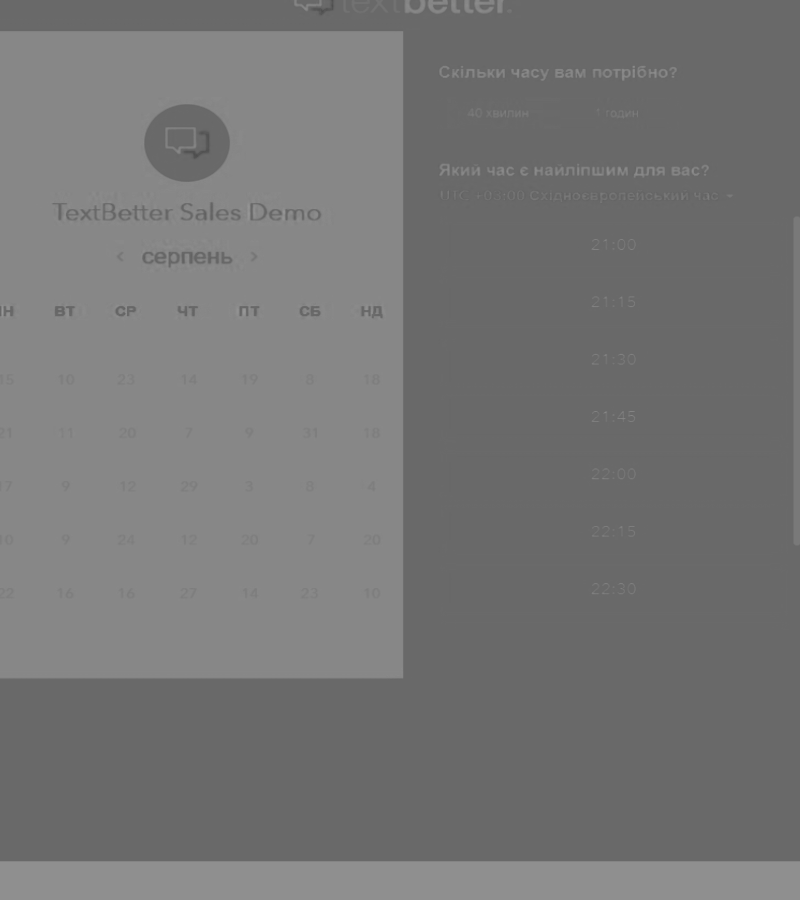 textbetter.
TextBetter Sales Demo
< серпень >
ВТ СР ЧТ ПТ СБ НД
15 10 23 14 19 8 18
21 11 20 7 9 31 18
17 9 12 29 3 8 4
10 9 24 12 20 7 20
22 16 16 27 14 23 10
Скільки часу вам потрібно?
40 хвилин годин
Який час є найліпшим для вас?
UTC +03:00 Східноєвропейський час
21:00
21:15
21:30
21:45
22:00
22:15
22:30